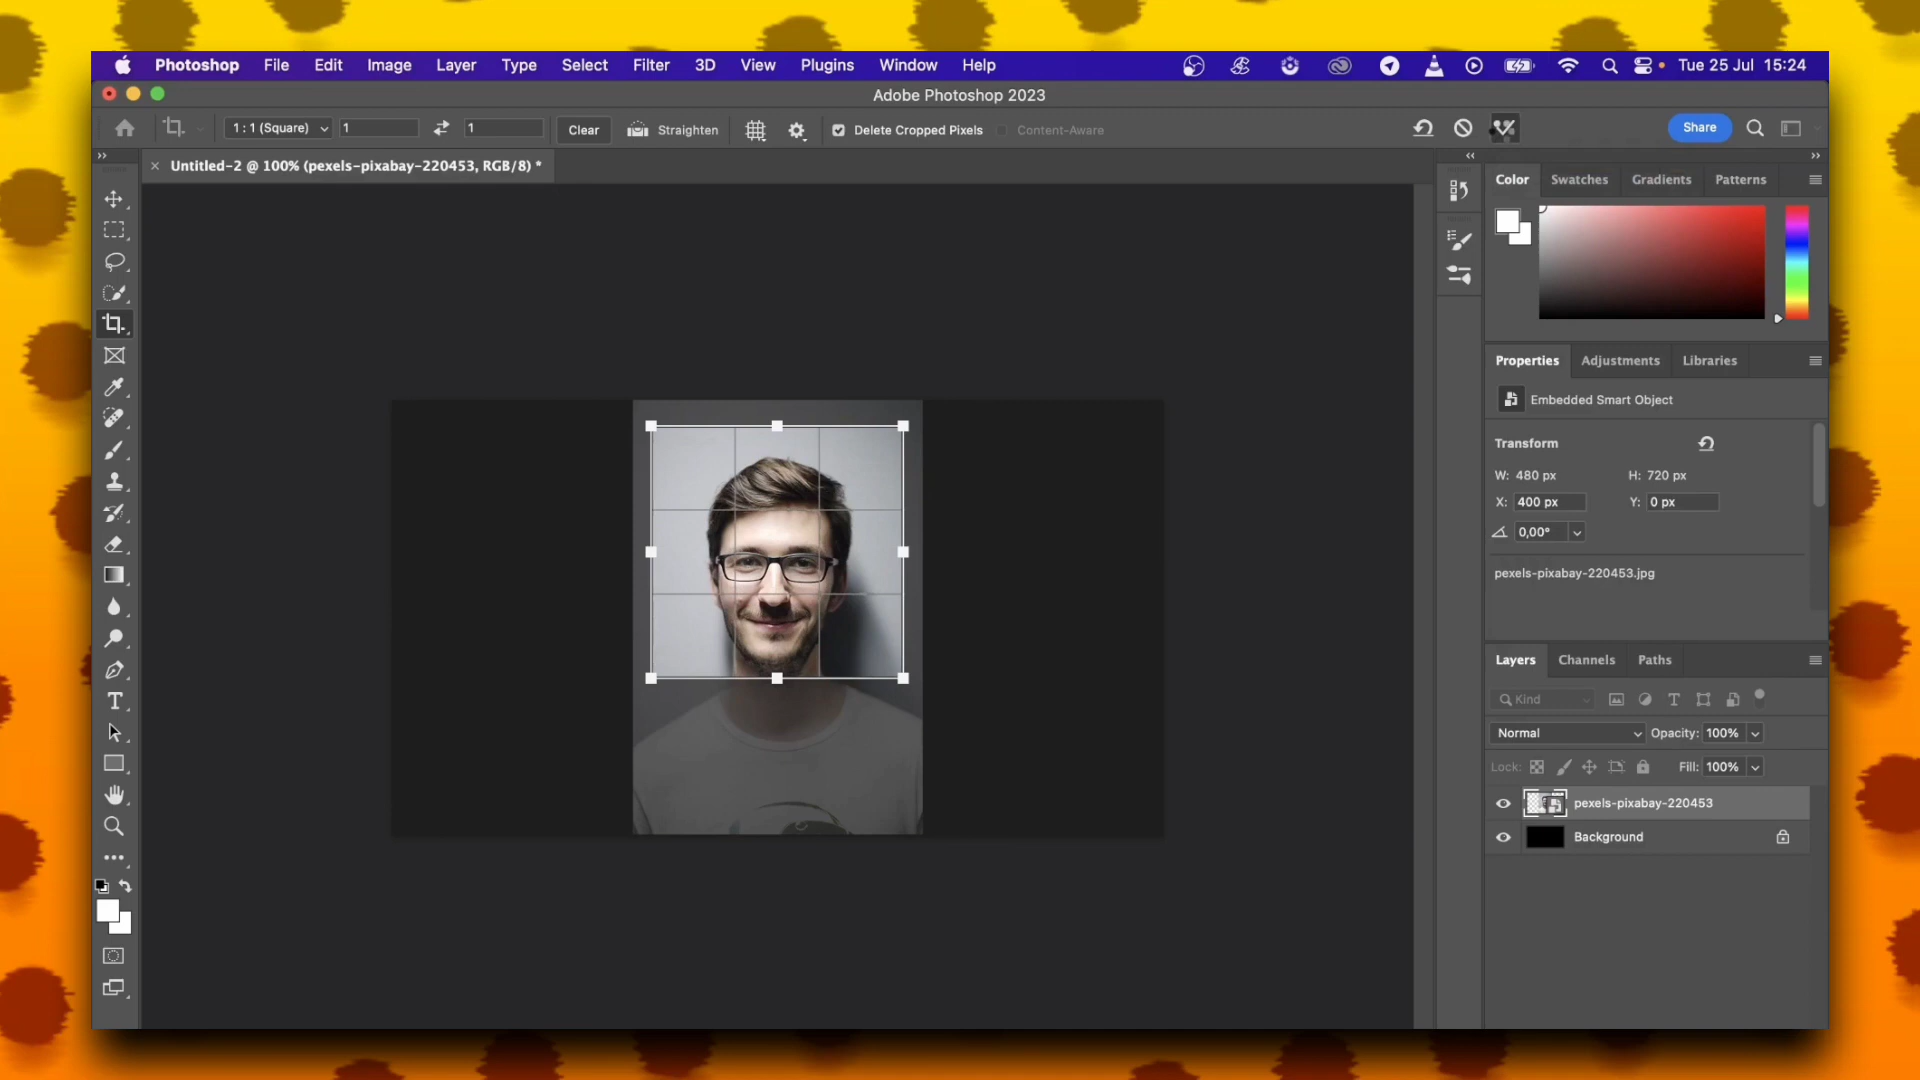 Photoshop File Edit Image Layer Type Select Filter 3D View Plugins Window Help Tue 25 Jul 15:24
Adobe Photoshop 2023
1 : 1 (Square) 1 1 Clear Straighten Delete Cropped Pixels Content-Aware Share
Untitled-2 @ 100% (pexels-pixabay-220453, RGB/8) *
Color Swatches Gradients Patterns
Properties Adjustments Libraries
Embedded Smart Object
Transform
W: 480 px H: 720 px
X: 400 px Y: 0 px
0,00°
pexels-pixabay-220453.jpg
Layers Channels Paths
Kind
Normal Opacity: 100%
Lock: Fill: 100%
pexels-pixabay-220453
Background